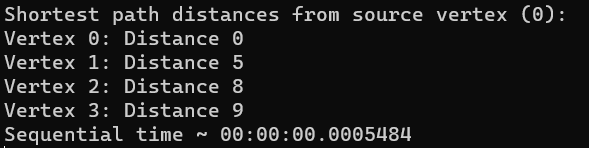 Shortest path distances from source vertex (0):
Vertex 0: Distance 0
Vertex 1: Distance 5
Vertex 2: Distance 8
Vertex 3: Distance 9
Sequential time ~ 00:00:00.0005484